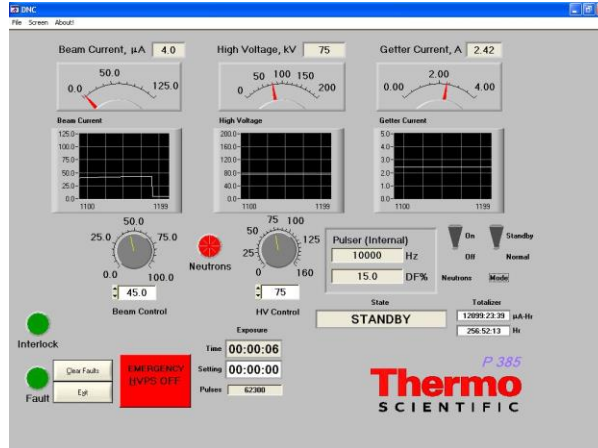 DNC
File Screen About!
Beam Current, µA 4.0
High Voltage, kV 75
Getter Current, A 2.42
0.0 50.0 125.0
0 50 100 150 200
0.00 2.00 4.00
Beam Current
High Voltage
Getter Current
125.0-
100.0-
75.0-
50.0-
25.0-
0.0-
1100 1199
200.0-
160.0-
120.0-
80.0-
40.0-
0.0-
1100 1199
5.0-
4.0-
3.0-
2.0-
1.0-
0.0-
1100 1199
0.0 25.0 50.0 75.0 100.0
45.0
Beam Control
Neutrons
0 25 50 75 100 125 160
75
HV Control
Pulser (Internal)
10000 Hz
15.0 DF%
On
Off
Neutrons
Standby
Normal
Mode
State
STANDBY
Totalizer
12099:23:39 µA-Hr
256:52:13 Hr
Interlock
Fault
Clear Faults
Exit
EMERGENCY
HVPS OFF
Exposure
Time 00:00:06
Setting 00:00:00
Pulses 62300
P 385
Thermo
SCIENTIFIC